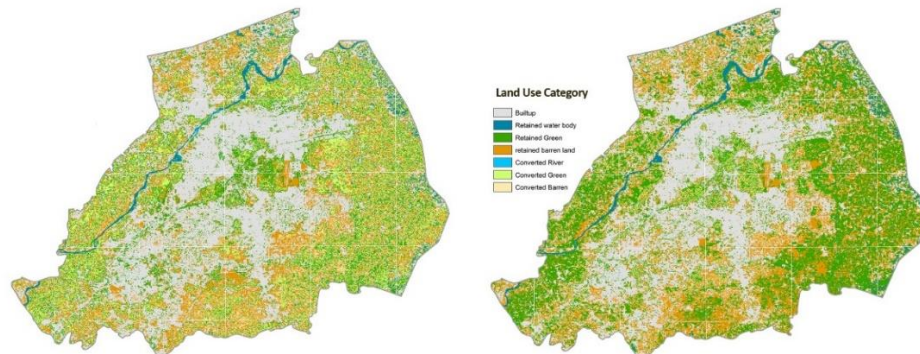 Land Use Category
Builtup
Retained water body
Retained Green
retained barren land
Converted River
Converted Green
Converted Barren